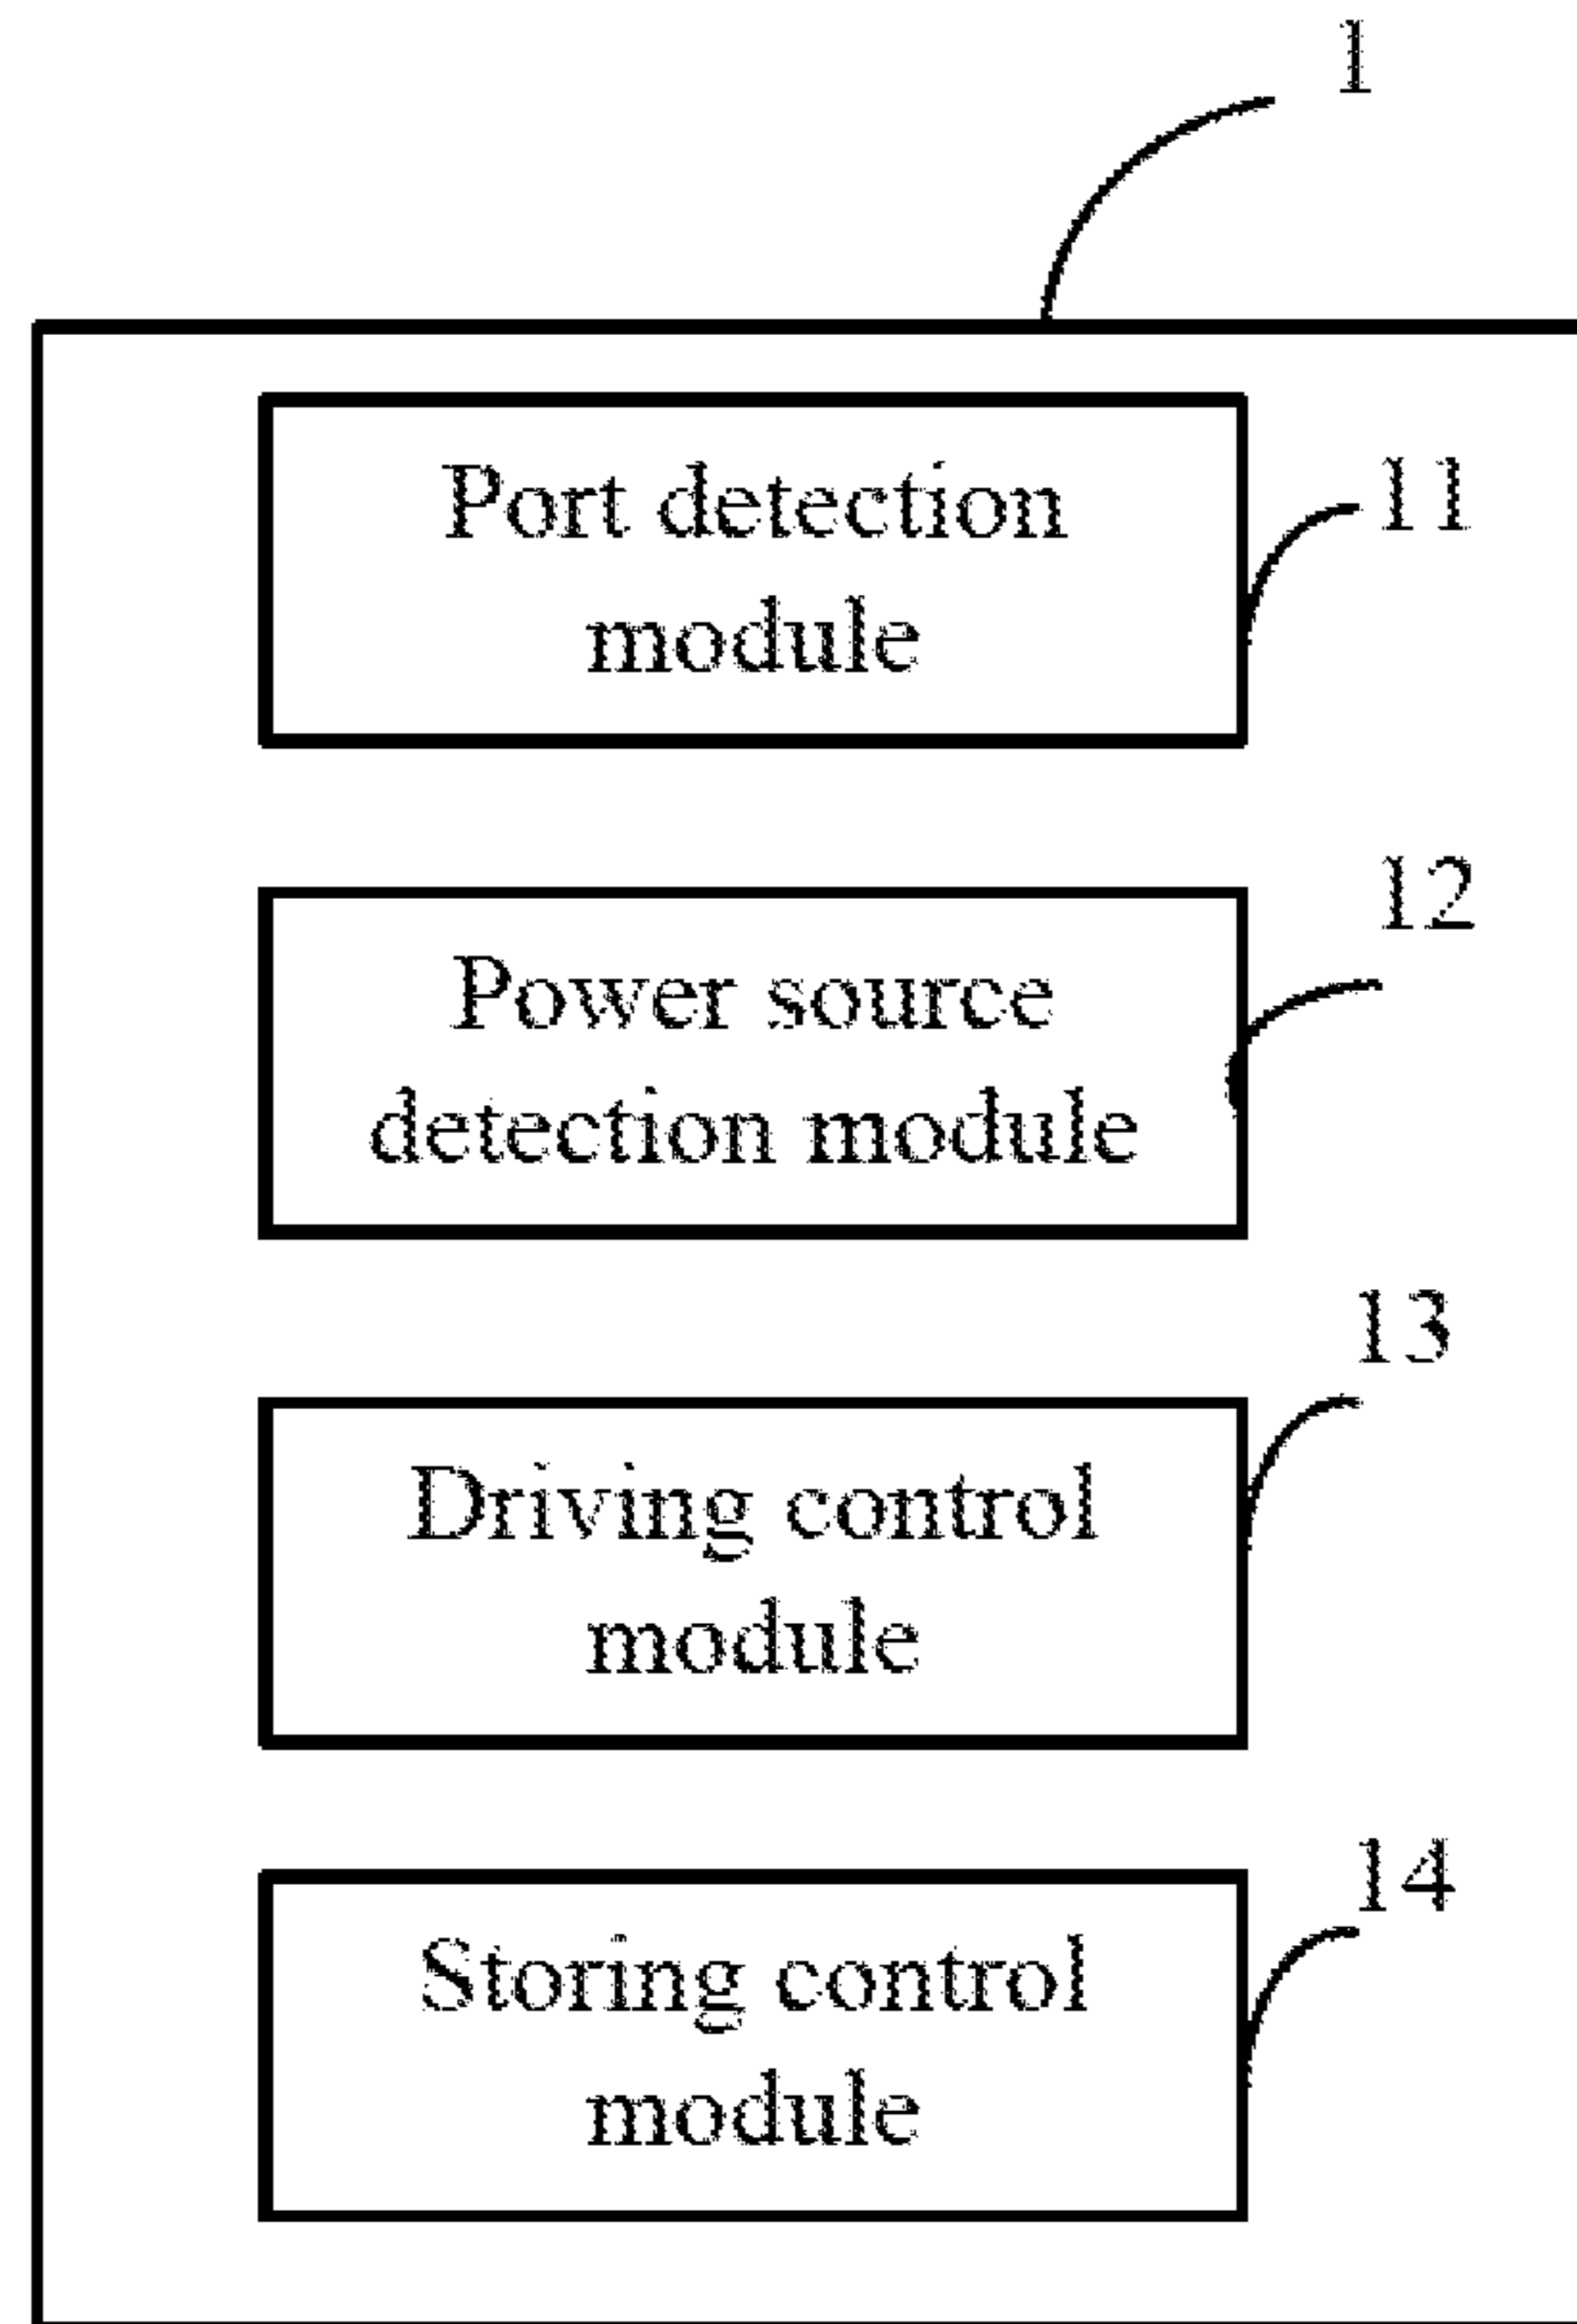 1
Port detection
module
11
12
Power source
detection module
13
Driving control
module
14
Storing control
module